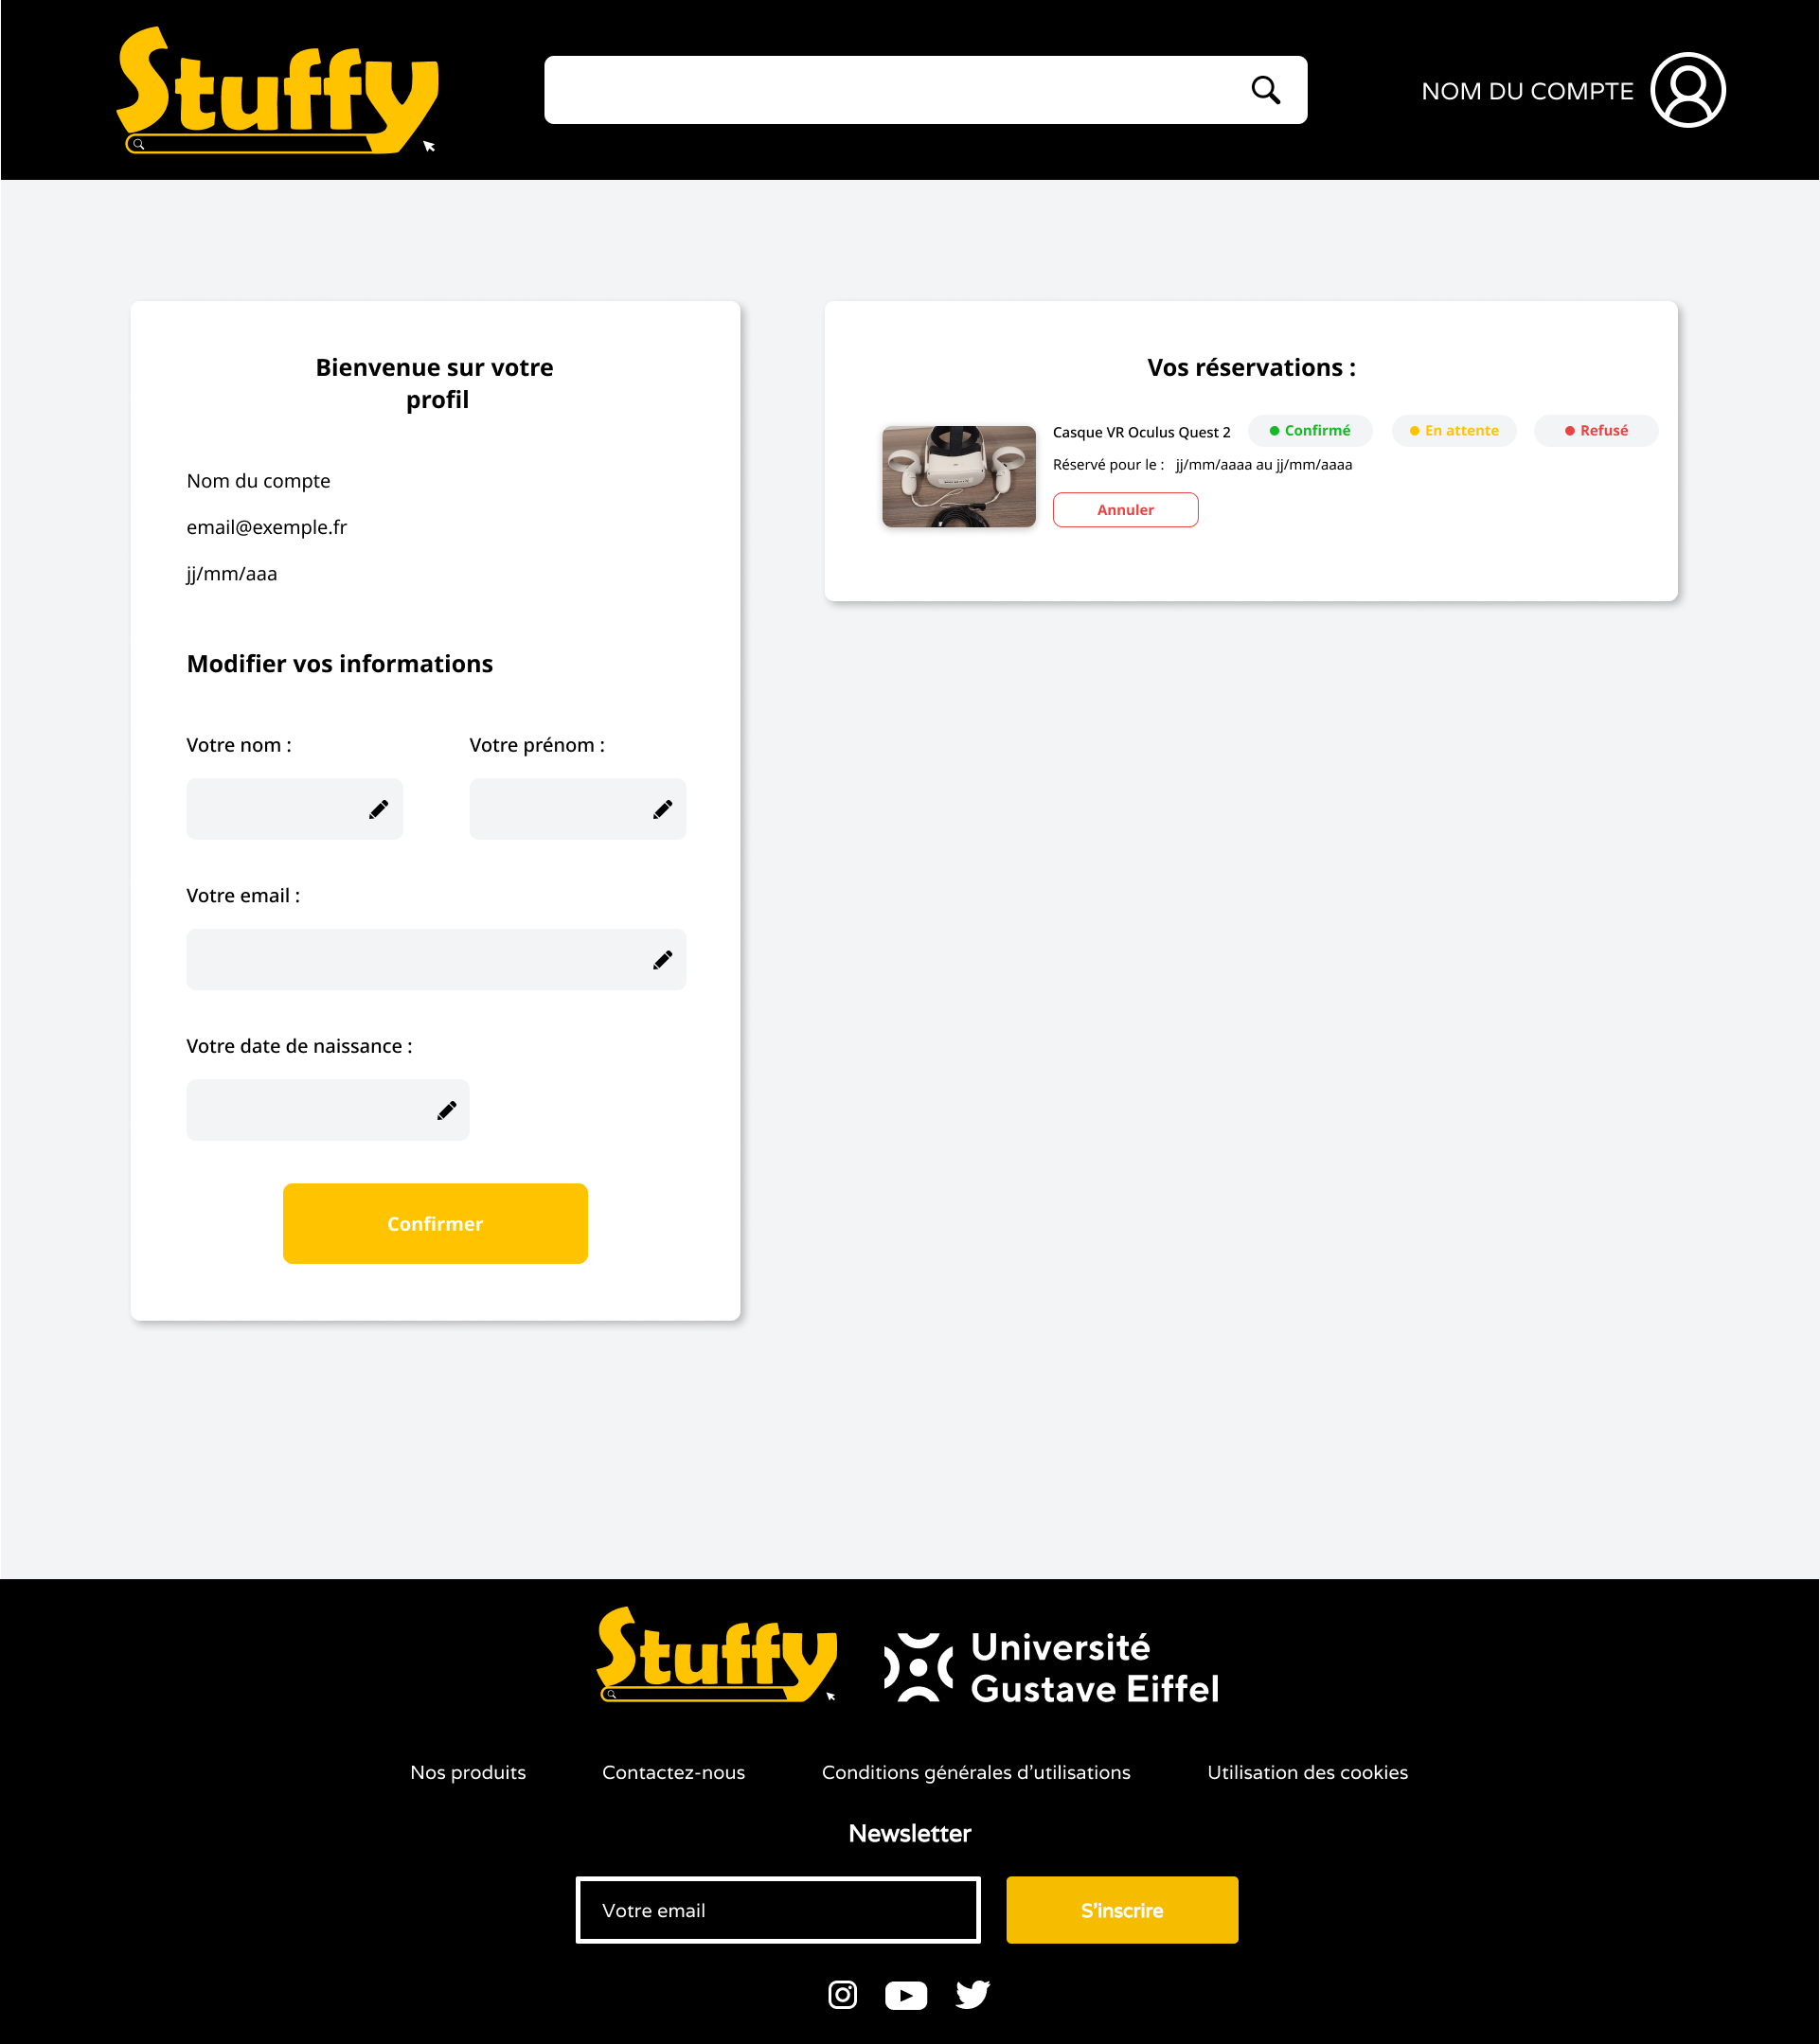 Stuffy
NOM DU COMPTE
Bienvenue sur votre
profil
Nom du compte
email@exemple.fr
jj/mm/aaa
Modifier vos informations
Votre nom :
Votre prénom :
Votre email :
Votre date de naissance :
Confirmer
Vos réservations :
Casque VR Oculus Quest 2
Confirmé
En attente
Refusé
Réservé pour le : jj/mm/aaaa au jj/mm/aaaa
Annuler
Stuffy
Université
Gustave Eiffel
Nos produits
Contactez-nous
Conditions générales d'utilisations
Utilisation des cookies
Newsletter
Votre email
S'inscrire